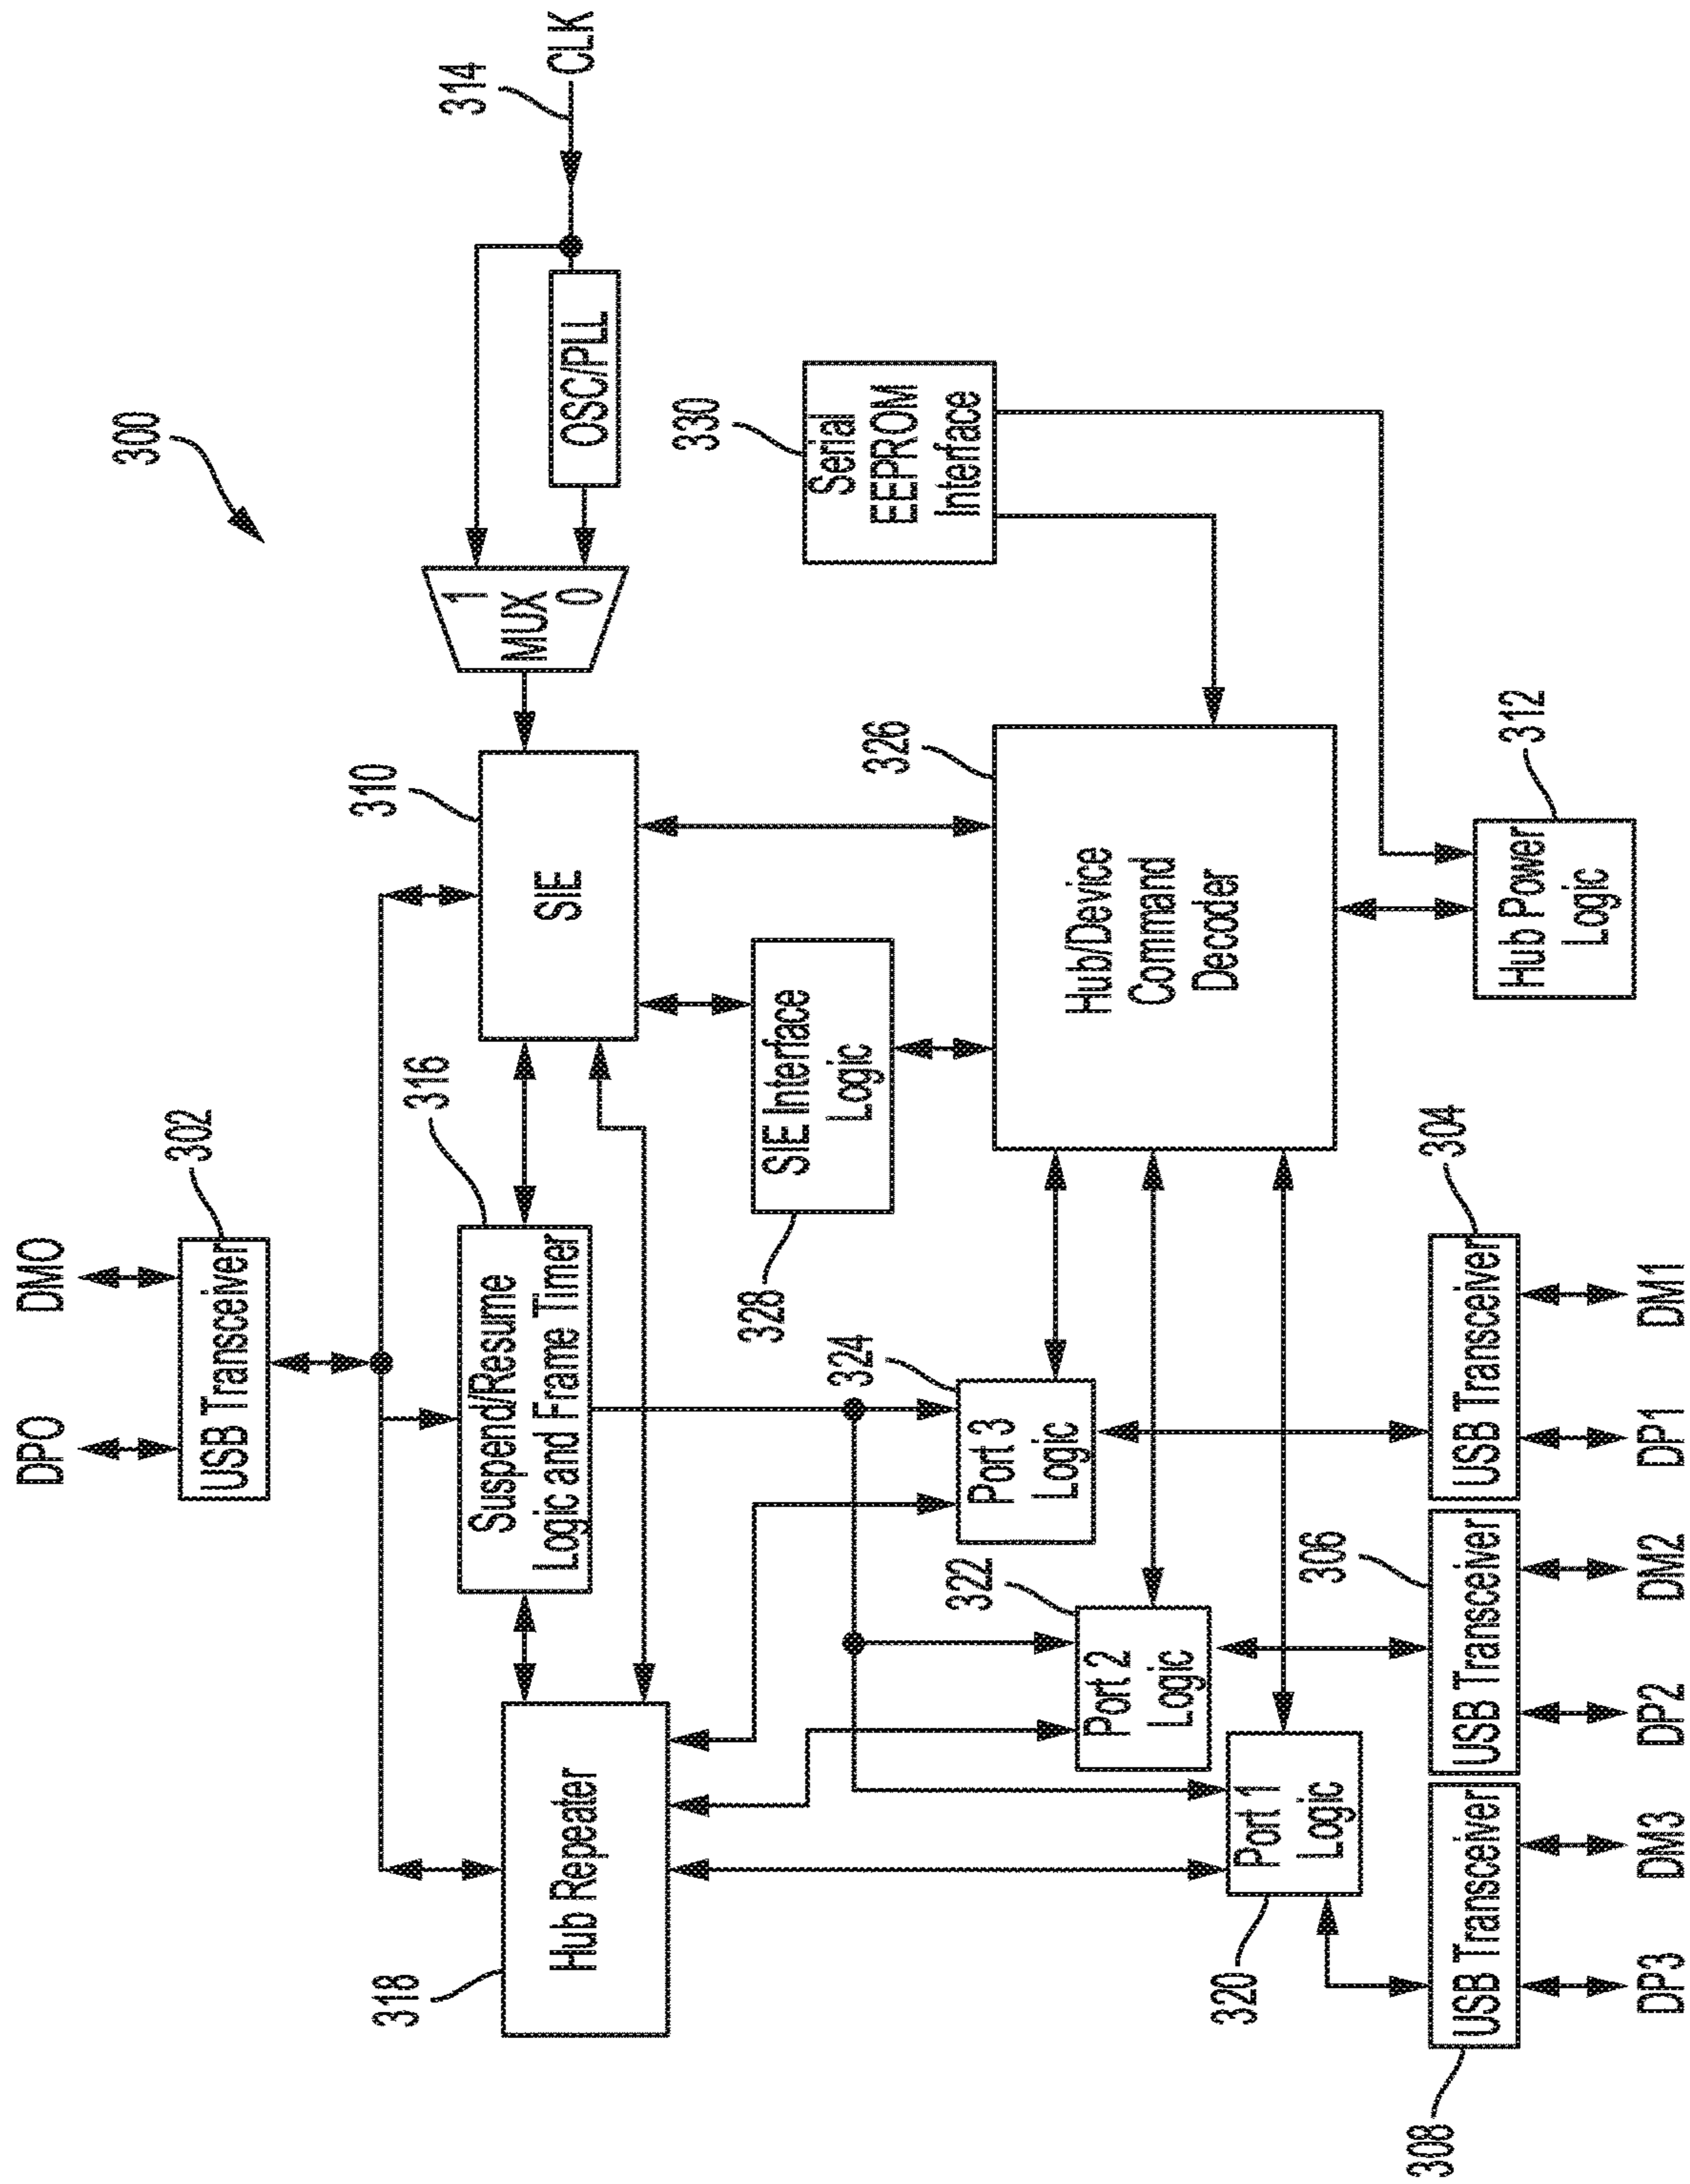 DPO
DMO
300
302
USB Transceiver
310
318
316
314
Suspend/Resume
Logic and Frame Timer
1
MUX
0
SIE
Hub Repeater
CLK
OSC/PLL
330
328
SIE Interface
Logic
Serial
EEPROM
Interface
324
326
322
Port 3
Logic
Hub/Device
Command
Decoder
Port 2
Logic
320
Port 1
Logic
306
308
304
USB Transceiver
USB Transceiver
USB Transceiver
312
Hub Power
Logic
DP3
DM3
DP2
DM2
DP1
DM1